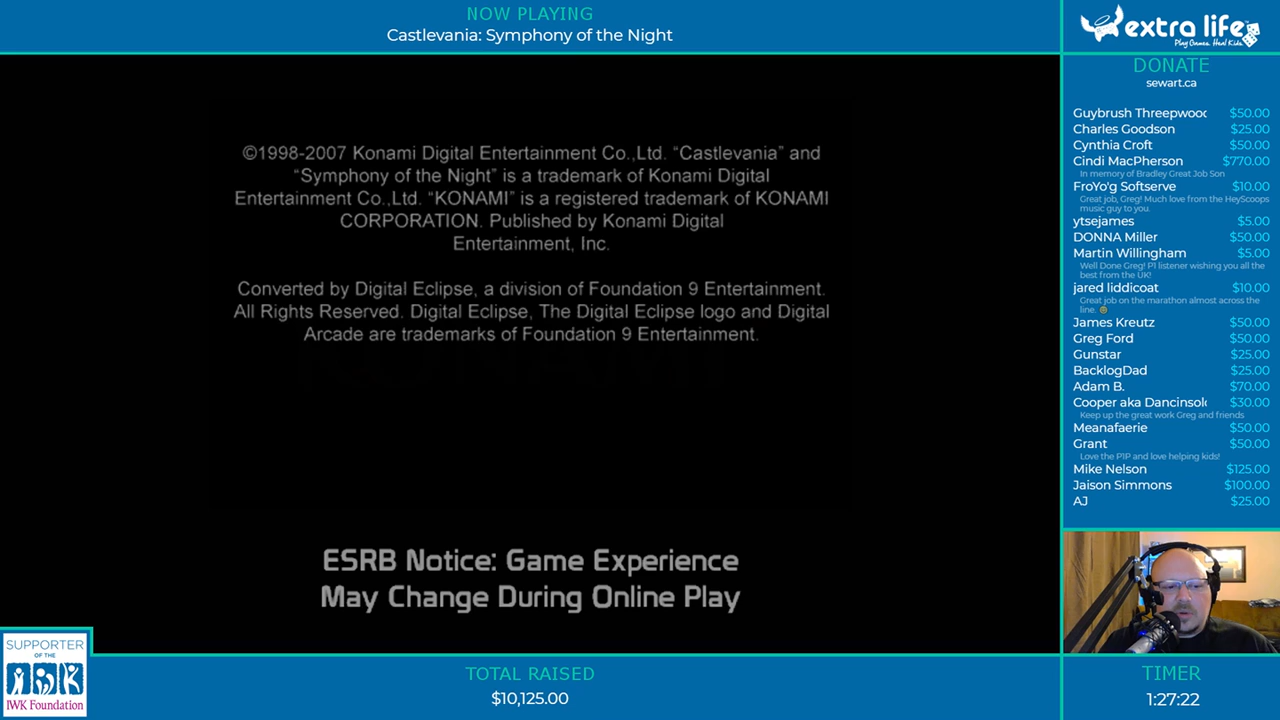 NOW PLAYING
Castlevania: Symphony of the Night
extra life
Play Games. Heal Kids.
©1998-2007 Konami Digital Entertainment Co.,Ltd. “Castlevania” and
“Symphony of the Night” is a trademark of Konami Digital
Entertainment Co.,Ltd. “KONAMI” is a registered trademark of KONAMI
CORPORATION. Published by Konami Digital
Entertainment, Inc.
Converted by Digital Eclipse, a division of Foundation 9 Entertainment.
All Rights Reserved. Digital Eclipse, The Digital Eclipse logo and Digital
Arcade are trademarks of Foundation 9 Entertainment.
ESRB Notice: Game Experience
May Change During Online Play
DONATE
sewart.ca
Guybrush Threepwood $50.00
Charles Goodson $25.00
Cynthia Croft $50.00
Cindi MacPherson $770.00
In memory of Bradley Great Job Son
FroYo'g Softserve $10.00
Great job, Greg! Much love from the HeyScoops
music guy to you.
ytsejames $5.00
DONNA Miller $50.00
Martin Willingham $5.00
Well Done Greg! P1 listener wishing you all the
best from the UK!
jared liddicoat $10.00
Great job on the marathon almost across the
line. 😀
James Kreutz $50.00
Greg Ford $50.00
Gunstar $25.00
BacklogDad $25.00
Adam B. $70.00
Cooper aka Dancinsol $30.00
Keep up the great work Greg and friends
Meanafaerie $50.00
Grant $50.00
Love the P1P and love helping kids!
Mike Nelson $125.00
Jaison Simmons $100.00
AJ $25.00
SUPPORTER
OF THE
IWK
IWK Foundation
TOTAL RAISED
$10,125.00
TIMER
1:27:22